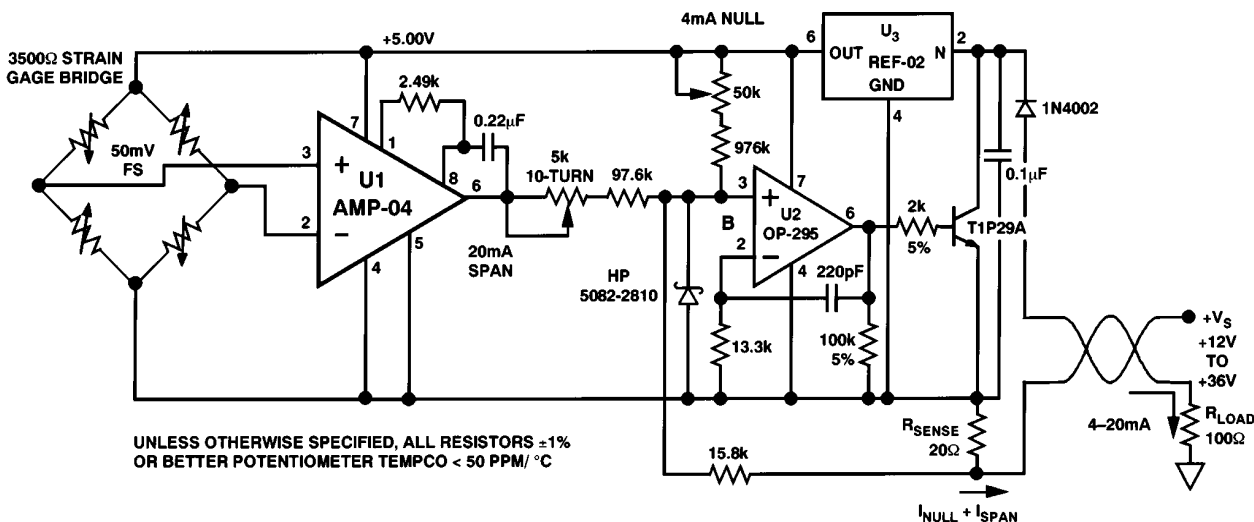 4mA NULL
3500Ω STRAIN
GAGE BRIDGE
+5.00V
6
OUT
U3
REF-02
GND
N
2
4
1N4002
2.49k
0.22μF
50k
976k
0.1μF
50mV
FS
7
1
3
+
U1
AMP-04
8
6
2
−
5
4
5k
10-TURN
97.6k
20mA
SPAN
3
+
B
7
U2
OP-295
6
2
−
4
2k
5%
T1P29A
HP
5082-2810
220pF
13.3k
100k
5%
+VS
+12V
TO
+36V
4–20mA
RLOAD
100Ω
RSENSE
20Ω
15.8k
INULL + ISPAN
UNLESS OTHERWISE SPECIFIED, ALL RESISTORS ±1%
OR BETTER POTENTIOMETER TEMPCO < 50 PPM/ °C